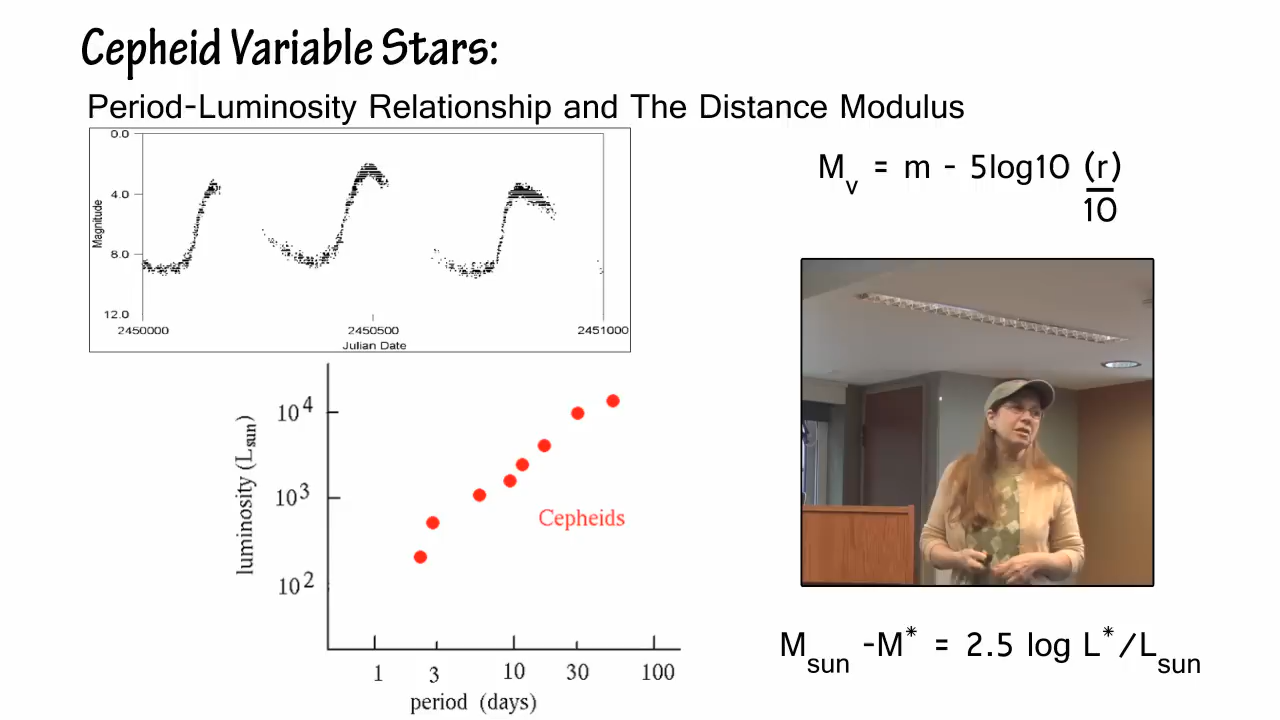 Cepheid Variable Stars:
Period-Luminosity Relationship and The Distance Modulus
0.0
4.0
8.0
12.0
Magnitude
2450000 2450500 2451000
Julian Date
M_v = m - 5log10 (r)
10
10^4
10^3
10^2
luminosity (L_sun)
Cepheids
1 3 10 30 100
period (days)
M_sun -M^* = 2.5 log L^*/L_sun